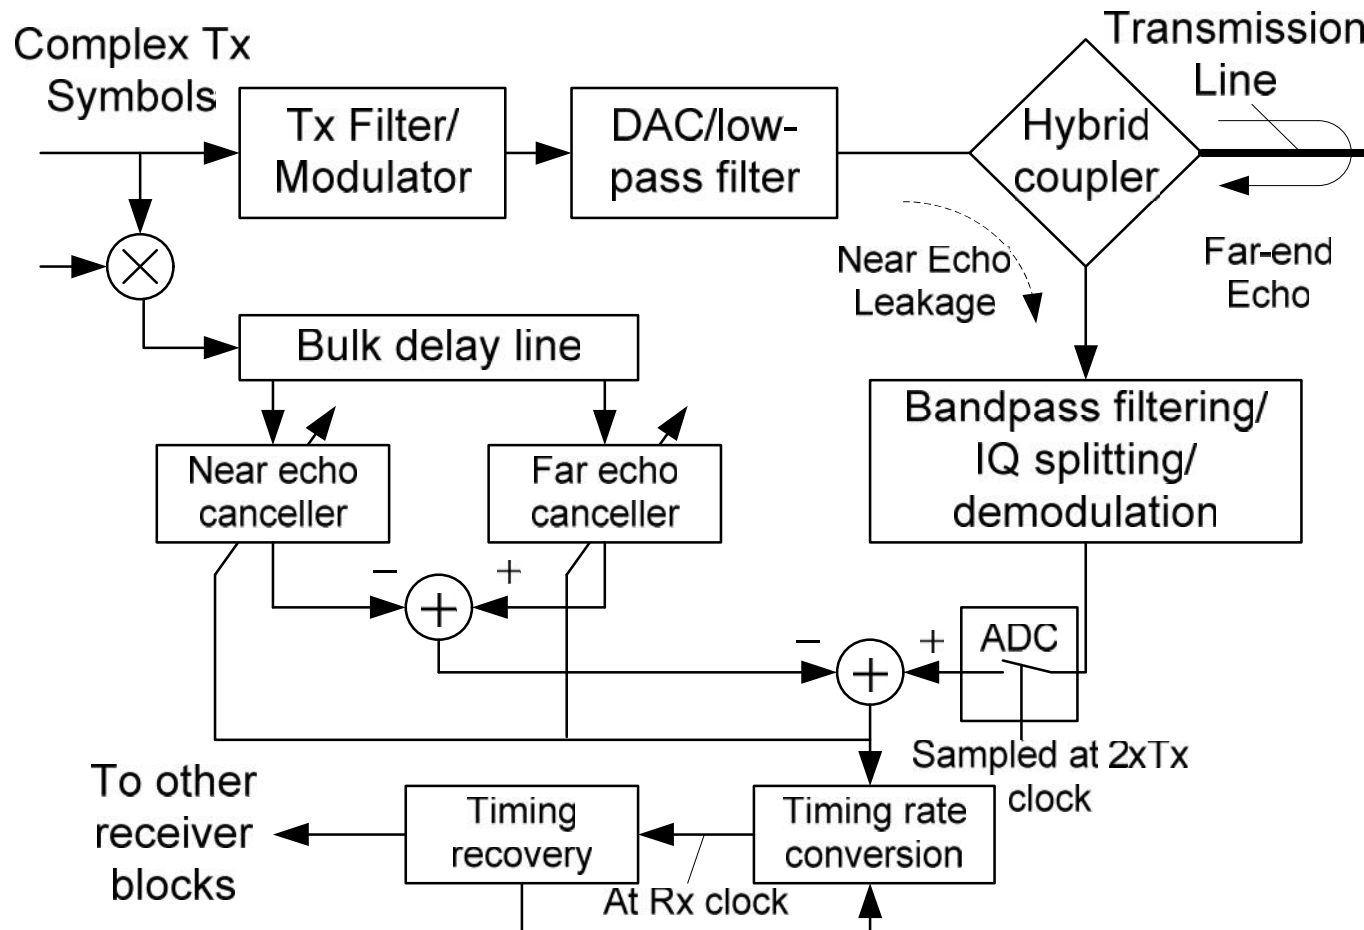 Complex Tx
Symbols
Tx Filter/
Modulator
DAC/low-
pass filter
Hybrid
coupler
Transmission
Line
Near Echo
Leakage
Far-end
Echo
Bulk delay line
Near echo
canceller
Far echo
canceller
Bandpass filtering/
IQ splitting/
demodulation
−
+
+
−
+
+
ADC
Sampled at 2xTx
clock
To other
receiver
blocks
Timing
recovery
Timing rate
conversion
At Rx clock